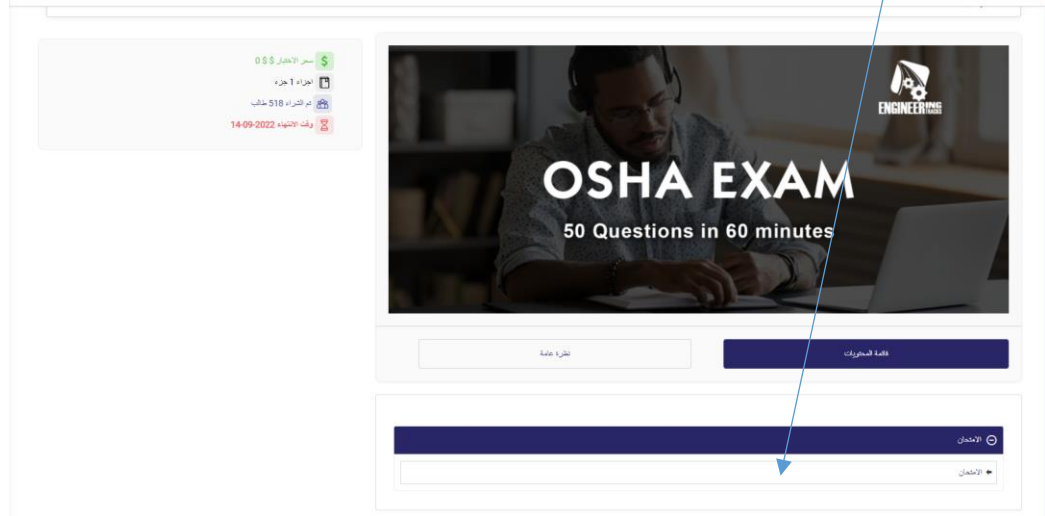 سعر الاختبار $ $ 0
اجزاء 1 جزء
تم الشراء 518 طالب
وقت الانتهاء 2022-09-14
ENGINEERING
TRACKS
OSHA EXAM
50 Questions in 60 minutes
قائمة المحتويات
نظرة عامة
الامتحان
الامتحان